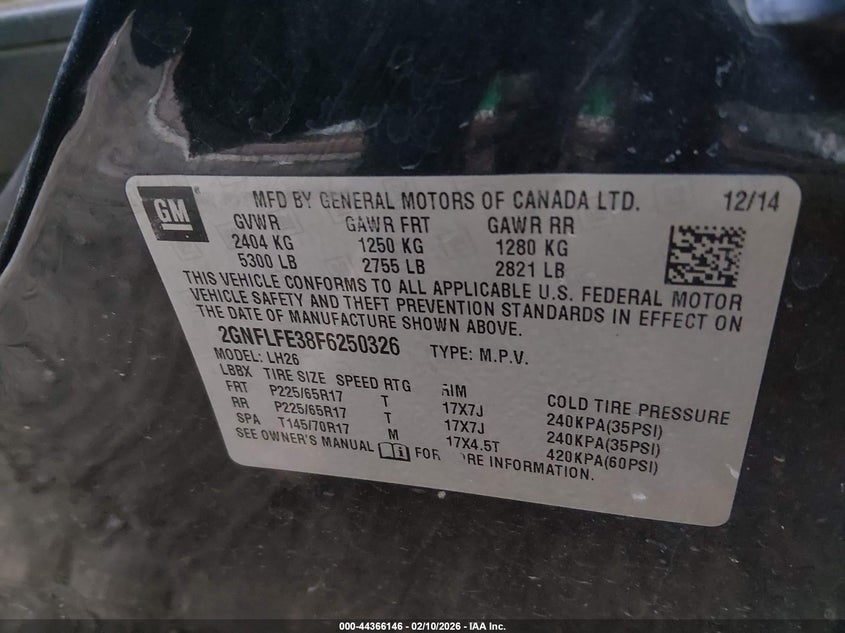 GM
MFD BY GENERAL MOTORS OF CANADA LTD. 12/14
GVWR GAWR FRT GAWR RR
2404 KG 1250 KG 1280 KG
5300 LB 2755 LB 2821 LB
THIS VEHICLE CONFORMS TO ALL APPLICABLE U.S. FEDERAL MOTOR
VEHICLE SAFETY AND THEFT PREVENTION STANDARDS IN EFFECT ON
THE DATE OF MANUFACTURE SHOWN ABOVE.
2GNFLFE38F6250326 TYPE: M.P.V.
MODEL: LH26
LBBX TIRE SIZE SPEED RTG RIM COLD TIRE PRESSURE
FRT P225/65R17 T 17X7J 240KPA(35PSI)
RR P225/65R17 T 17X7J 240KPA(35PSI)
SPA T145/70R17 M 17X4.5T 420KPA(60PSI)
SEE OWNER'S MANUAL FOR MORE INFORMATION.
000-44366146 - 02/10/2026 - IAA Inc.